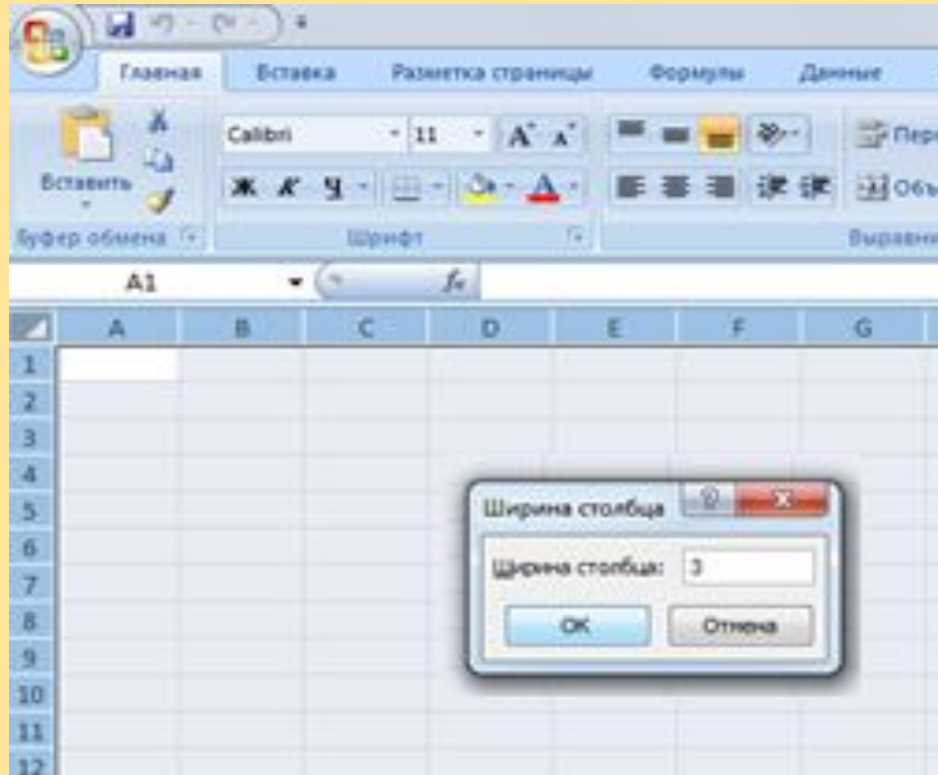 Главная Вставка Разметка страницы Формулы Данные
Calibri 11 А А
Вставить
Ж К Ч
Буфер обмена Шрифт
A1 fx
A B C D E F G
1
2
3
4
5
6
7
8
9
10
11
12
Ширина столбца
Ширина столбца: 3
ОК Отмена